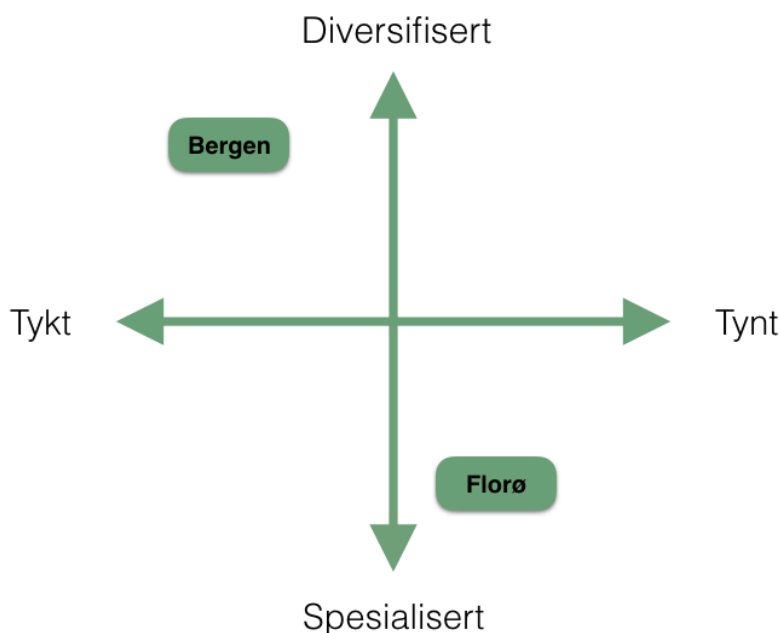 Diversifisert
Bergen
Tykt
Tynt
Florø
Spesialisert